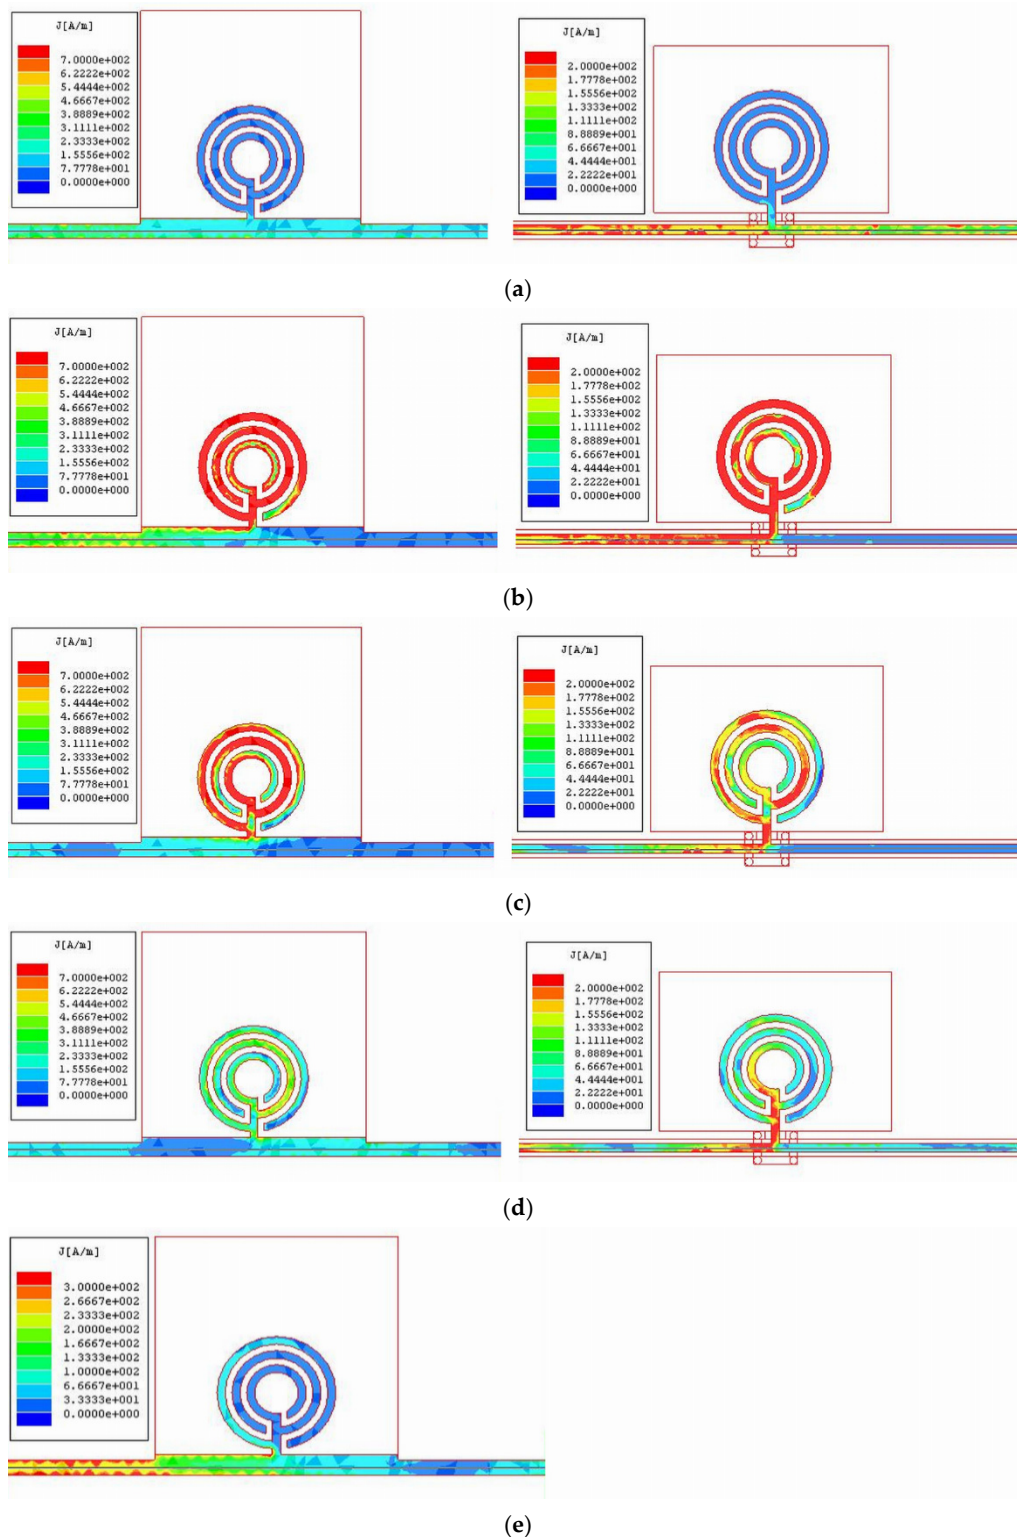 J[A/m]
7.0000e+002
6.2222e+002
5.4444e+002
4.6667e+002
3.8889e+002
3.1111e+002
2.3333e+002
1.5556e+002
7.7778e+001
0.0000e+000
J[A/m]
2.0000e+002
1.7778e+002
1.5556e+002
1.3333e+002
1.1111e+002
8.8889e+001
6.6667e+001
4.4444e+001
2.2222e+001
0.0000e+000
(a)
J[A/m]
7.0000e+002
6.2222e+002
5.4444e+002
4.6667e+002
3.8889e+002
3.1111e+002
2.3333e+002
1.5556e+002
7.7778e+001
0.0000e+000
J[A/m]
2.0000e+002
1.7778e+002
1.5556e+002
1.3333e+002
1.1111e+002
8.8889e+001
6.6667e+001
4.4444e+001
2.2222e+001
0.0000e+000
(b)
J[A/m]
7.0000e+002
6.2222e+002
5.4444e+002
4.6667e+002
3.8889e+002
3.1111e+002
2.3333e+002
1.5556e+002
7.7778e+001
0.0000e+000
J[A/m]
2.0000e+002
1.7778e+002
1.5556e+002
1.3333e+002
1.1111e+002
8.8889e+001
6.6667e+001
4.4444e+001
2.2222e+001
0.0000e+000
(c)
J[A/m]
7.0000e+002
6.2222e+002
5.4444e+002
4.6667e+002
3.8889e+002
3.1111e+002
2.3333e+002
1.5556e+002
7.7778e+001
0.0000e+000
J[A/m]
2.0000e+002
1.7778e+002
1.5556e+002
1.3333e+002
1.1111e+002
8.8889e+001
6.6667e+001
4.4444e+001
2.2222e+001
0.0000e+000
(d)
J[A/m]
3.0000e+002
2.6667e+002
2.3333e+002
2.0000e+002
1.6667e+002
1.3333e+002
1.0000e+002
6.6667e+001
3.3333e+001
0.0000e+000
(e)